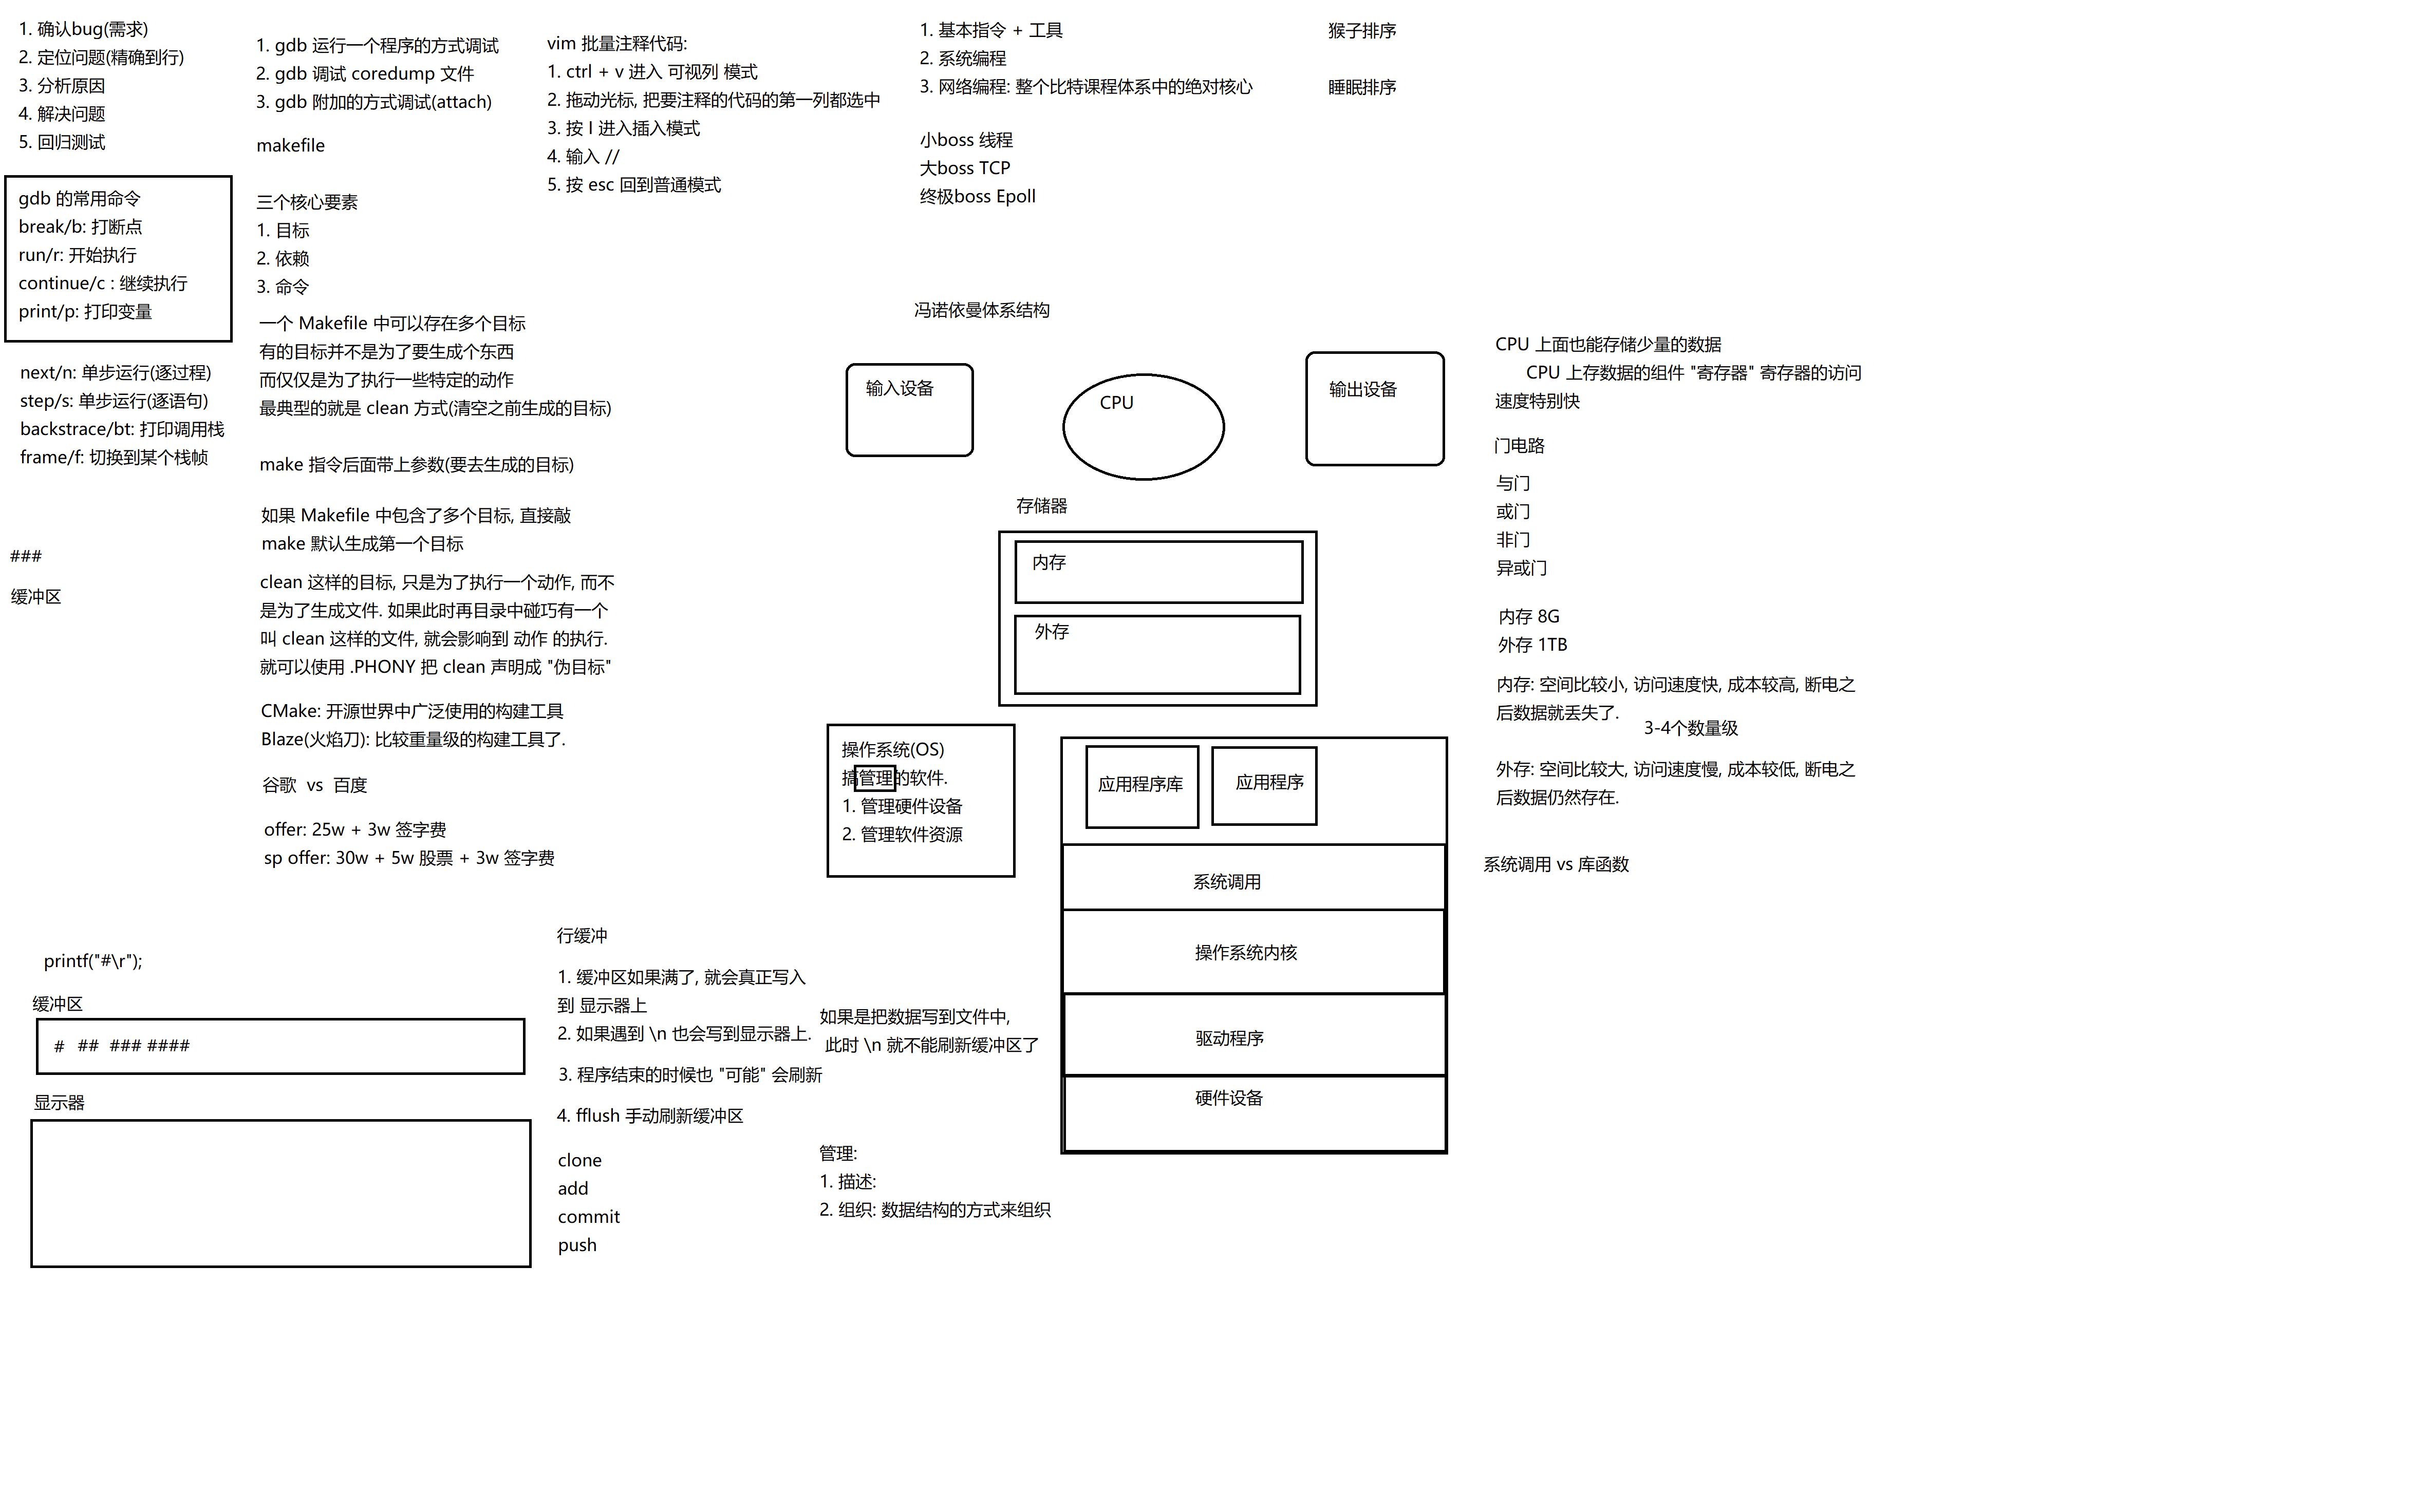 1. 确认bug(需求)
2. 定位问题(精确到行)
3. 分析原因
4. 解决问题
5. 回归测试
gdb 的常用命令
break/b: 打断点
run/r: 开始执行
continue/c : 继续执行
print/p: 打印变量
next/n: 单步运行(逐过程)
step/s: 单步运行(逐语句)
backstrace/bt: 打印调用栈
frame/f: 切换到某个栈帧
###
缓冲区
1. gdb 运行一个程序的方式调试
2. gdb 调试 coredump 文件
3. gdb 附加的方式调试(attach)
makefile
三个核心要素
1. 目标
2. 依赖
3. 命令
一个 Makefile 中可以存在多个目标
有的目标并不是为了要生成个东西
而仅仅是为了执行一些特定的动作
最典型的就是 clean 方式(清空之前生成的目标)
make 指令后面带上参数(要去生成的目标)
如果 Makefile 中包含了多个目标, 直接敲
make 默认生成第一个目标
clean 这样的目标, 只是为了执行一个动作, 而不
是为了生成文件. 如果此时再目录中碰巧有一个
叫 clean 这样的文件, 就会影响到 动作 的执行.
就可以使用 .PHONY 把 clean 声明成 "伪目标"
CMake: 开源世界中广泛使用的构建工具
Blaze(火焰刀): 比较重量级的构建工具了.
谷歌 vs 百度
offer: 25w + 3w 签字费
sp offer: 30w + 5w 股票 + 3w 签字费
vim 批量注释代码:
1. ctrl + v 进入 可视列 模式
2. 拖动光标, 把要注释的代码的第一列都选中
3. 按 I 进入插入模式
4. 输入 //
5. 按 esc 回到普通模式
1. 基本指令 + 工具
2. 系统编程
3. 网络编程: 整个比特课程体系中的绝对核心
小boss 线程
大boss TCP
终极boss Epoll
猴子排序
睡眠排序
冯诺依曼体系结构
输入设备
CPU
输出设备
存储器
内存
外存
CPU 上面也能存储少量的数据
CPU 上存数据的组件 "寄存器" 寄存器的访问
速度特别快
门电路
与门
或门
非门
异或门
内存 8G
外存 1TB
内存: 空间比较小, 访问速度快, 成本较高, 断电之
后数据就丢失了.
3-4个数量级
外存: 空间比较大, 访问速度慢, 成本较低, 断电之
后数据仍然存在.
系统调用 vs 库函数
操作系统(OS)
搞管理的软件.
1. 管理硬件设备
2. 管理软件资源
应用程序库
应用程序
系统调用
操作系统内核
驱动程序
硬件设备
printf("#\r");
缓冲区
# ## ### ####
显示器
行缓冲
1. 缓冲区如果满了, 就会真正写入
到 显示器上
2. 如果遇到 \n 也会写到显示器上.
3. 程序结束的时候也 "可能" 会刷新
4. fflush 手动刷新缓冲区
如果是把数据写到文件中,
此时 \n 就不能刷新缓冲区了
clone
add
commit
push
管理:
1. 描述:
2. 组织: 数据结构的方式来组织